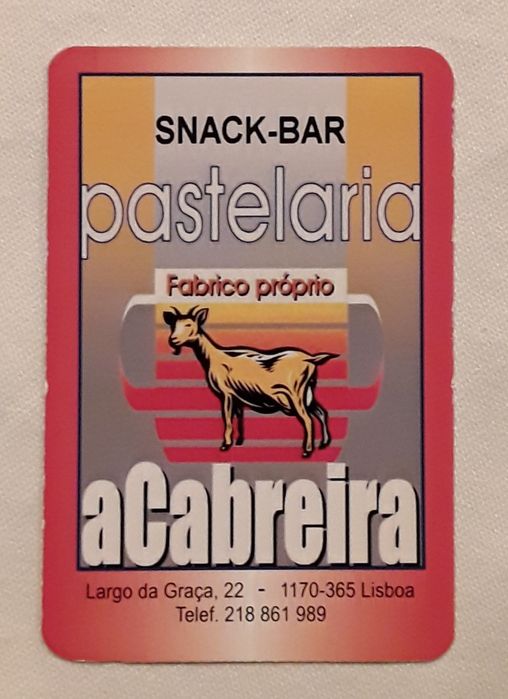 SNACK-BAR
pastelaria
Fabrico próprio
aCabreira
Largo da Graça, 22 - 1170-365 Lisboa
Telef. 218 861 989